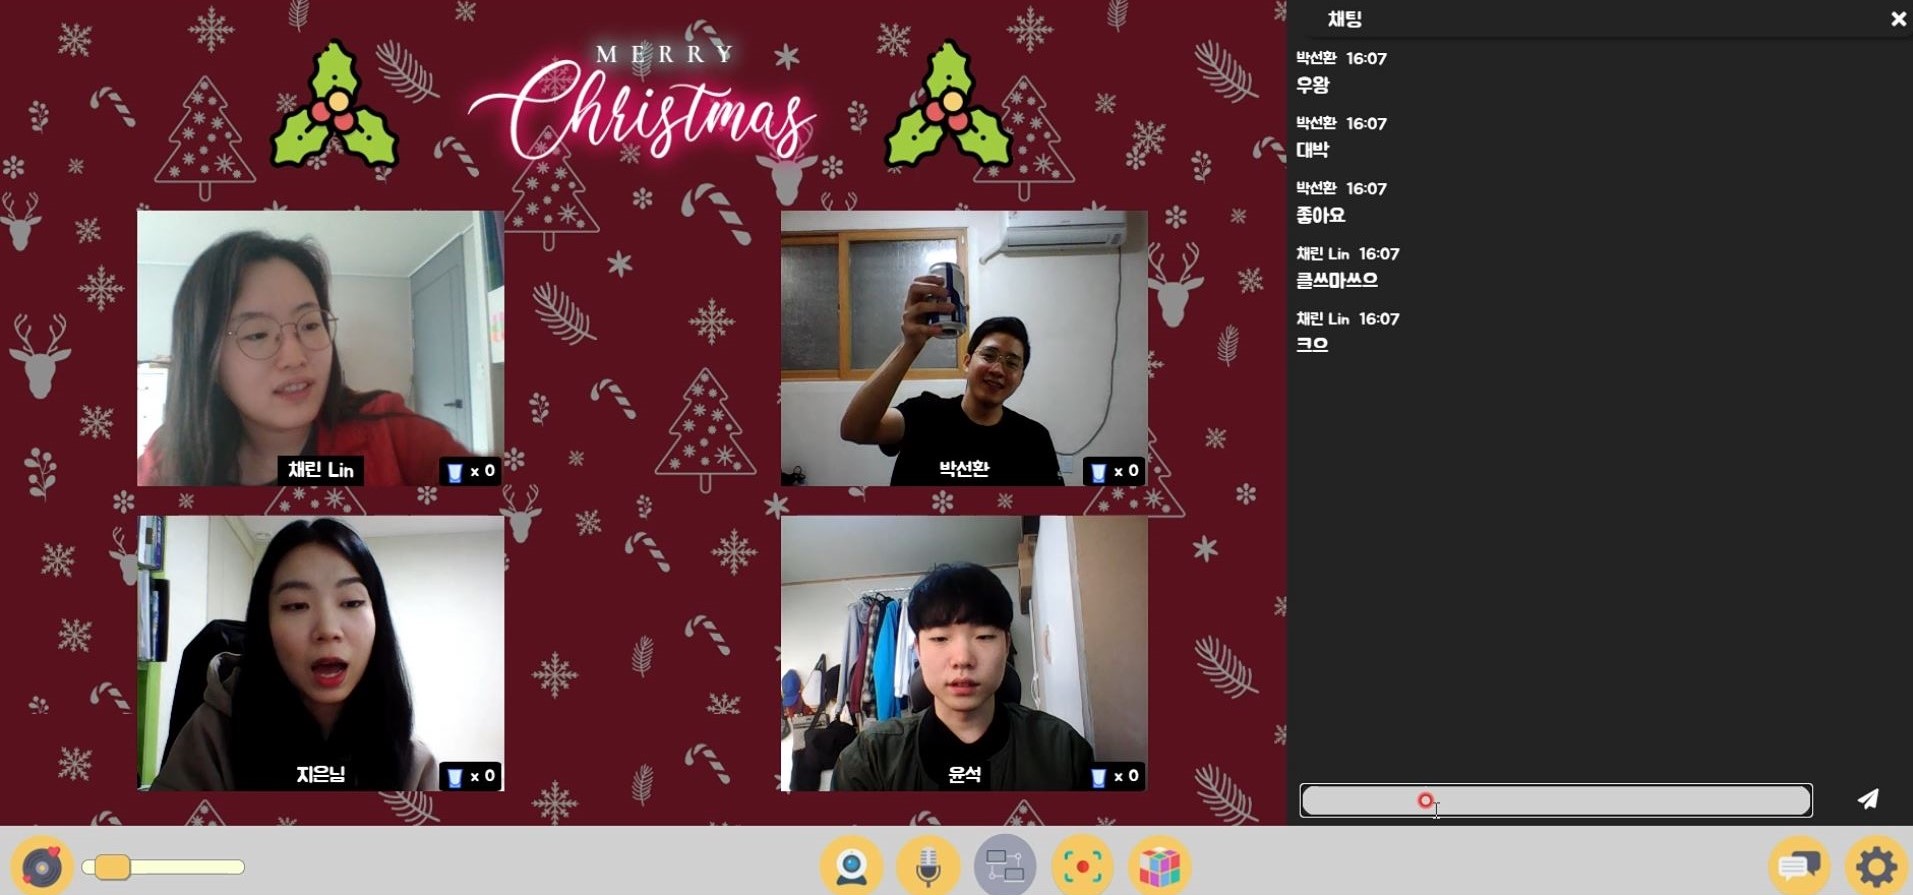 MERRY
Christmas
채린 Lin
x 0
박선환
x 0
지은님
x 0
윤석
x 0
채팅
박선환 16:07
우왕
박선환 16:07
대박
박선환 16:07
좋아요
채린 Lin 16:07
클쓰마쓰으
채린 Lin 16:07
크으